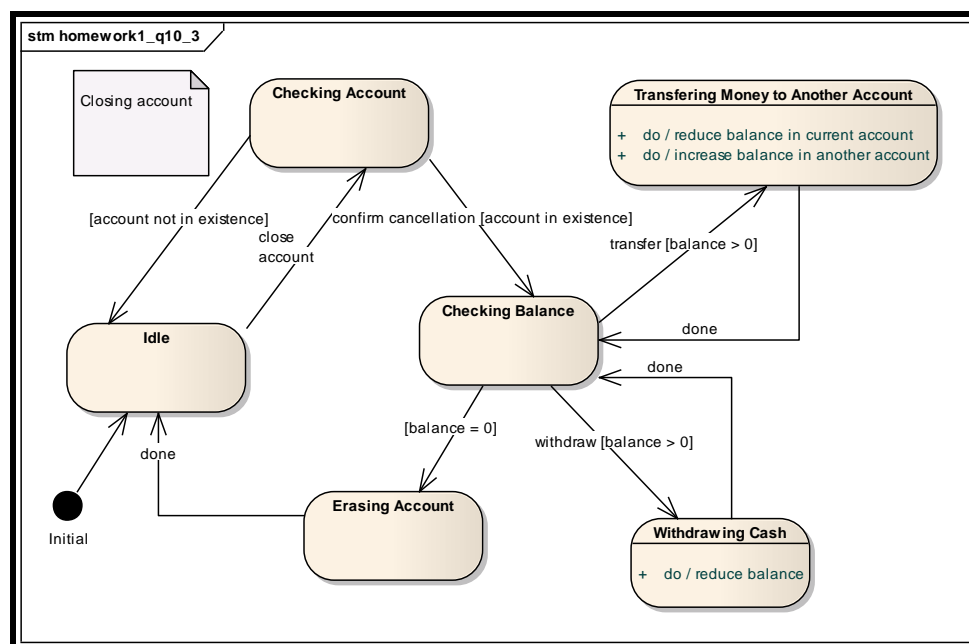 stm homework1_q10_3
Closing account
Checking Account
Transfering Money to Another Account
+ do / reduce balance in current account
+ do / increase balance in another account
[account not in existence]
close
account
confirm cancellation [account in existence]
transfer [balance > 0]
Checking Balance
Idle
done
done
[balance = 0]
withdraw [balance > 0]
done
Erasing Account
Initial
Withdrawing Cash
+ do / reduce balance